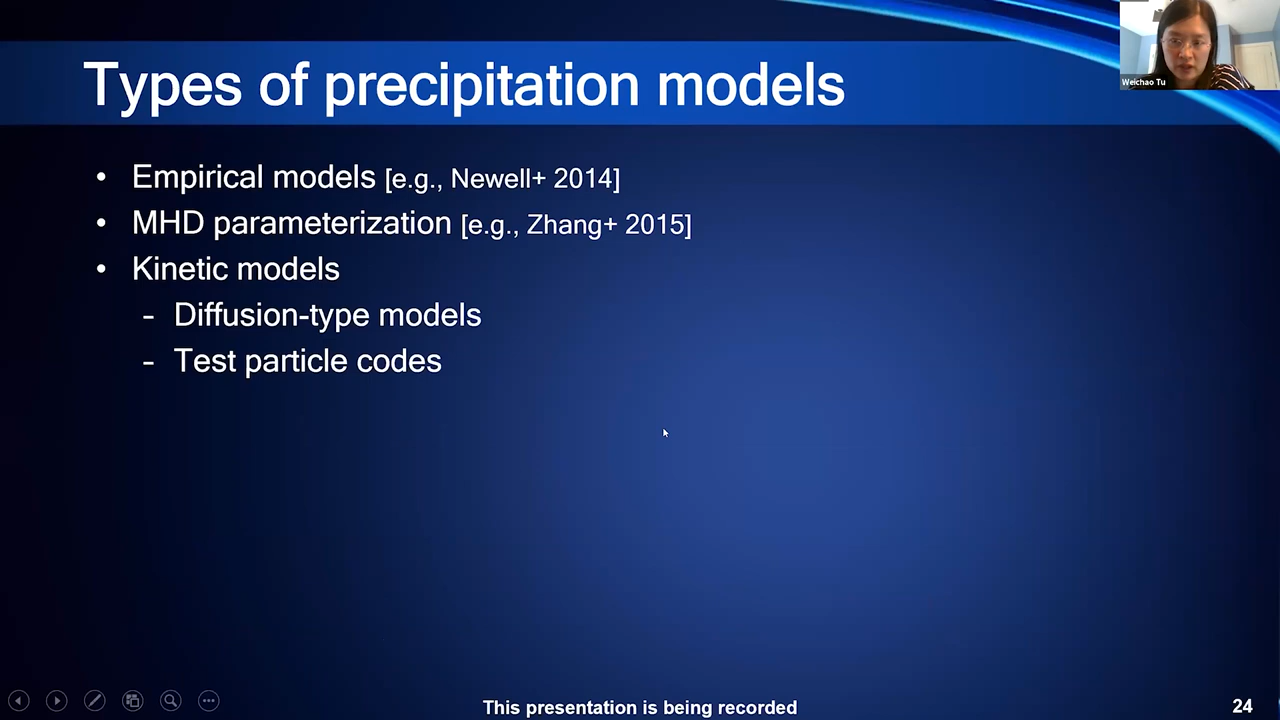 Types of precipitation models
Weichao Tu
• Empirical models [e.g., Newell+ 2014]
• MHD parameterization [e.g., Zhang+ 2015]
• Kinetic models
- Diffusion-type models
- Test particle codes
This presentation is being recorded
24